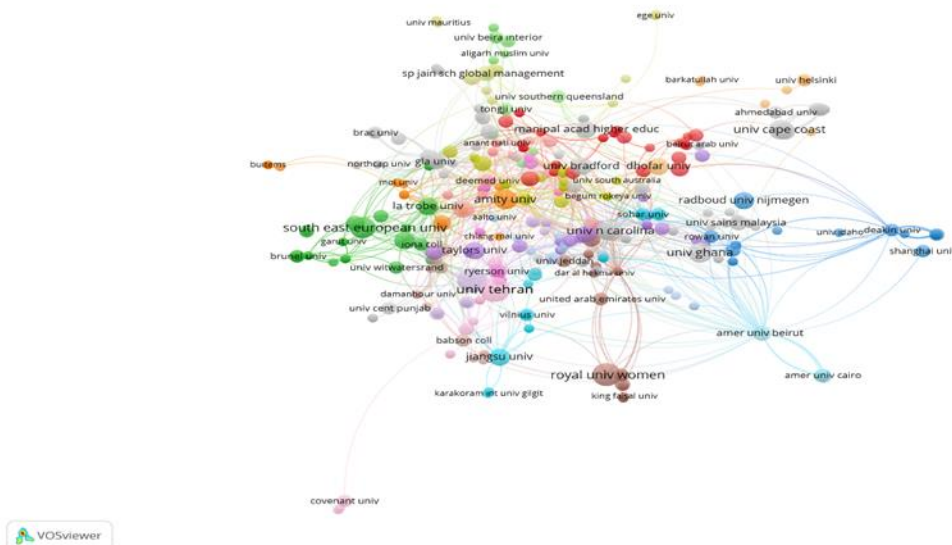 ege univ
univ mauritius
univ beira interior
aligarh muslim univ
sp jain sch global management
barkatullah univ
univ helsinki
univ southern queensland
tongji univ
ahmedabad univ
univ cape coast
manipal acad higher educ
brac univ
anant natl univ
beirut arab univ
northcap univ
gla univ
univ bradford
dhofar univ
buitems
moi univ
deemed univ
univ south australia
amity univ
begum rokeya univ
radboud univ nijmegen
la trobe univ
aalto univ
sohar univ
univ sains malaysia
south east european univ
univ n carolina
univ idaho
deakin univ
chiang mai univ
rowan univ
garut univ
iona coll
taylors univ
univ ghana
shanghai univ
brunel univ
univ witwatersrand
ryerson univ
univ jeddah
dar al hekma univ
univ tehran
damanhour univ
united arab emirates univ
univ cent punjab
vilnius univ
amer univ beirut
babson coll
jiangsu univ
royal univ women
amer univ cairo
karakoram int univ gilgit
king faisal univ
covenant univ
VOSviewer